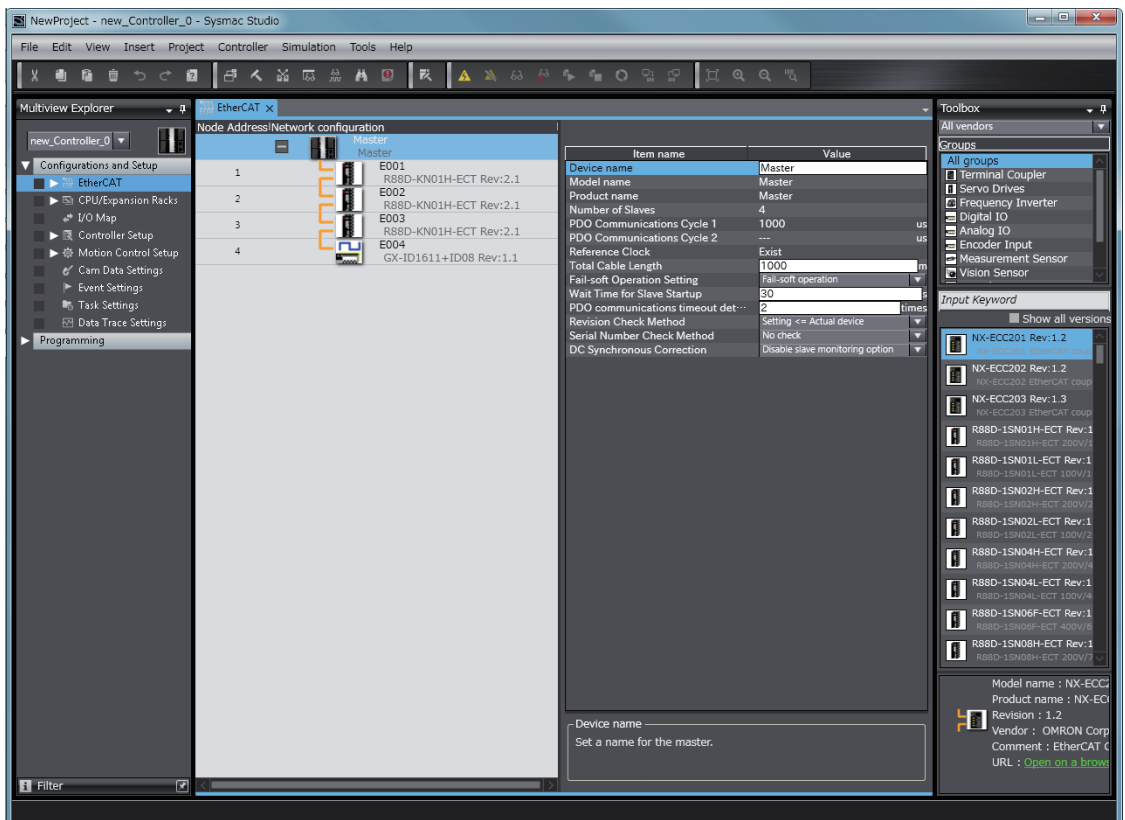 NewProject - new_Controller_0 - Sysmac Studio
File Edit View Insert Project Controller Simulation Tools Help
Multiview Explorer
new_Controller_0
Configurations and Setup
EtherCAT
CPU/Expansion Racks
I/O Map
Controller Setup
Motion Control Setup
Cam Data Settings
Event Settings
Task Settings
Data Trace Settings
Programming
Filter
EtherCAT
Node Address Network configuration
Master
Master
1 E001
R88D-KN01H-ECT Rev:2.1
2 E002
R88D-KN01H-ECT Rev:2.1
3 E003
R88D-KN01H-ECT Rev:2.1
4 E004
GX-ID1611+ID08 Rev:1.1
Item name Value
Device name Master
Model name Master
Product name Master
Number of Slaves 4
PDO Communications Cycle 1 1000 us
PDO Communications Cycle 2 --- us
Reference Clock Exist
Total Cable Length 1000 m
Fail-soft Operation Setting Fail-soft operation
Wait Time for Slave Startup 30 s
PDO communications timeout det··· 2 times
Revision Check Method Setting <= Actual device
Serial Number Check Method No check
DC Synchronous Correction Disable slave monitoring option
Device name
Set a name for the master.
Toolbox
All vendors
Groups
All groups
Terminal Coupler
Servo Drives
Frequency Inverter
Digital IO
Analog IO
Encoder Input
Measurement Sensor
Vision Sensor
Input Keyword
Show all versions
NX-ECC201 Rev:1.2
NX-ECC201 EtherCAT coup
NX-ECC202 Rev:1.2
NX-ECC202 EtherCAT coup
NX-ECC203 Rev:1.3
NX-ECC203 EtherCAT coup
R88D-1SN01H-ECT Rev:1
R88D-1SN01H-ECT 200V/1
R88D-1SN01L-ECT Rev:1
R88D-1SN01L-ECT 100V/1
R88D-1SN02H-ECT Rev:1
R88D-1SN02H-ECT 200V/2
R88D-1SN02L-ECT Rev:1
R88D-1SN02L-ECT 100V/2
R88D-1SN04H-ECT Rev:1
R88D-1SN04H-ECT 200V/4
R88D-1SN04L-ECT Rev:1
R88D-1SN04L-ECT 100V/4
R88D-1SN06F-ECT Rev:1
R88D-1SN06F-ECT 400V/6
R88D-1SN08H-ECT Rev:1
R88D-1SN08H-ECT 200V/7
Model name : NX-ECC2
Product name : NX-EC
Revision : 1.2
Vendor : OMRON Corp
Comment : EtherCAT C
URL : Open on a brows